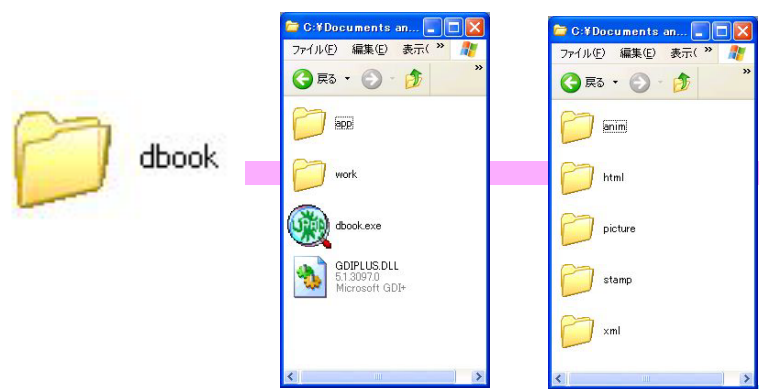 dbook
C:¥Documents an...
ファイル(F) 編集(E) 表示( »
戻る
»
app
work
dbook.exe
GDIPLUS.DLL
5.1.3097.0
Microsoft GDI+
C:¥Documents an...
ファイル(F) 編集(E) 表示( »
戻る
»
anim
html
picture
stamp
xml